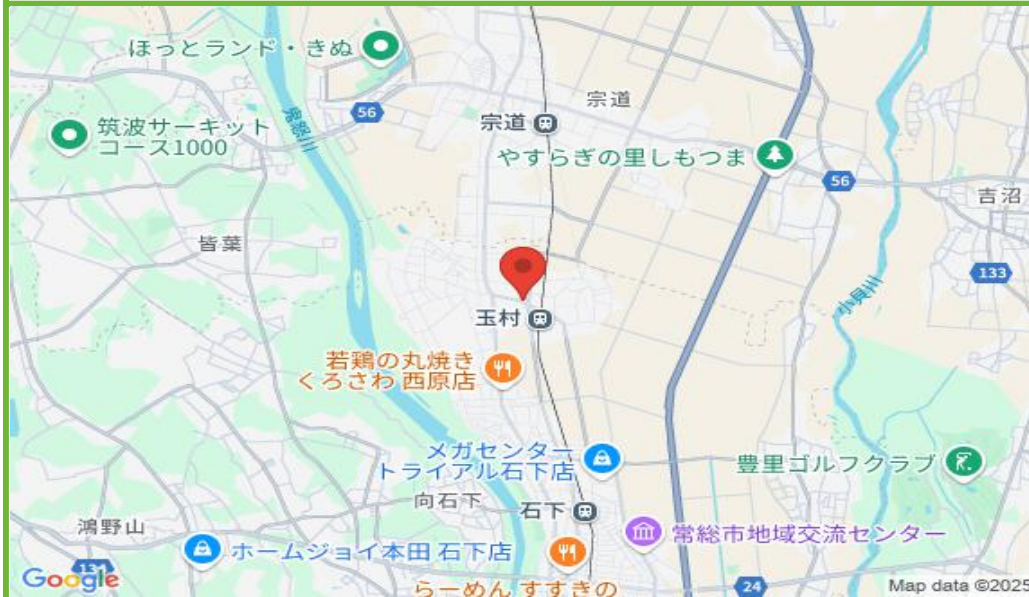 ほっとランド・きぬ
56
鬼怒川
宗道
宗道
筑波サーキット
コース1000
やすらぎの里しもつま
56
吉沼
皆葉
133
小貝川
玉村
若鶏の丸焼き
くろさわ 西原店
メガセンター
トライアル石下店
豊里ゴルフクラブ
向石下
石下
鴻野山
常総市地域交流センター
ホームジョイ本田 石下店
らーめん すすきの
24
Google
Map data ©2025